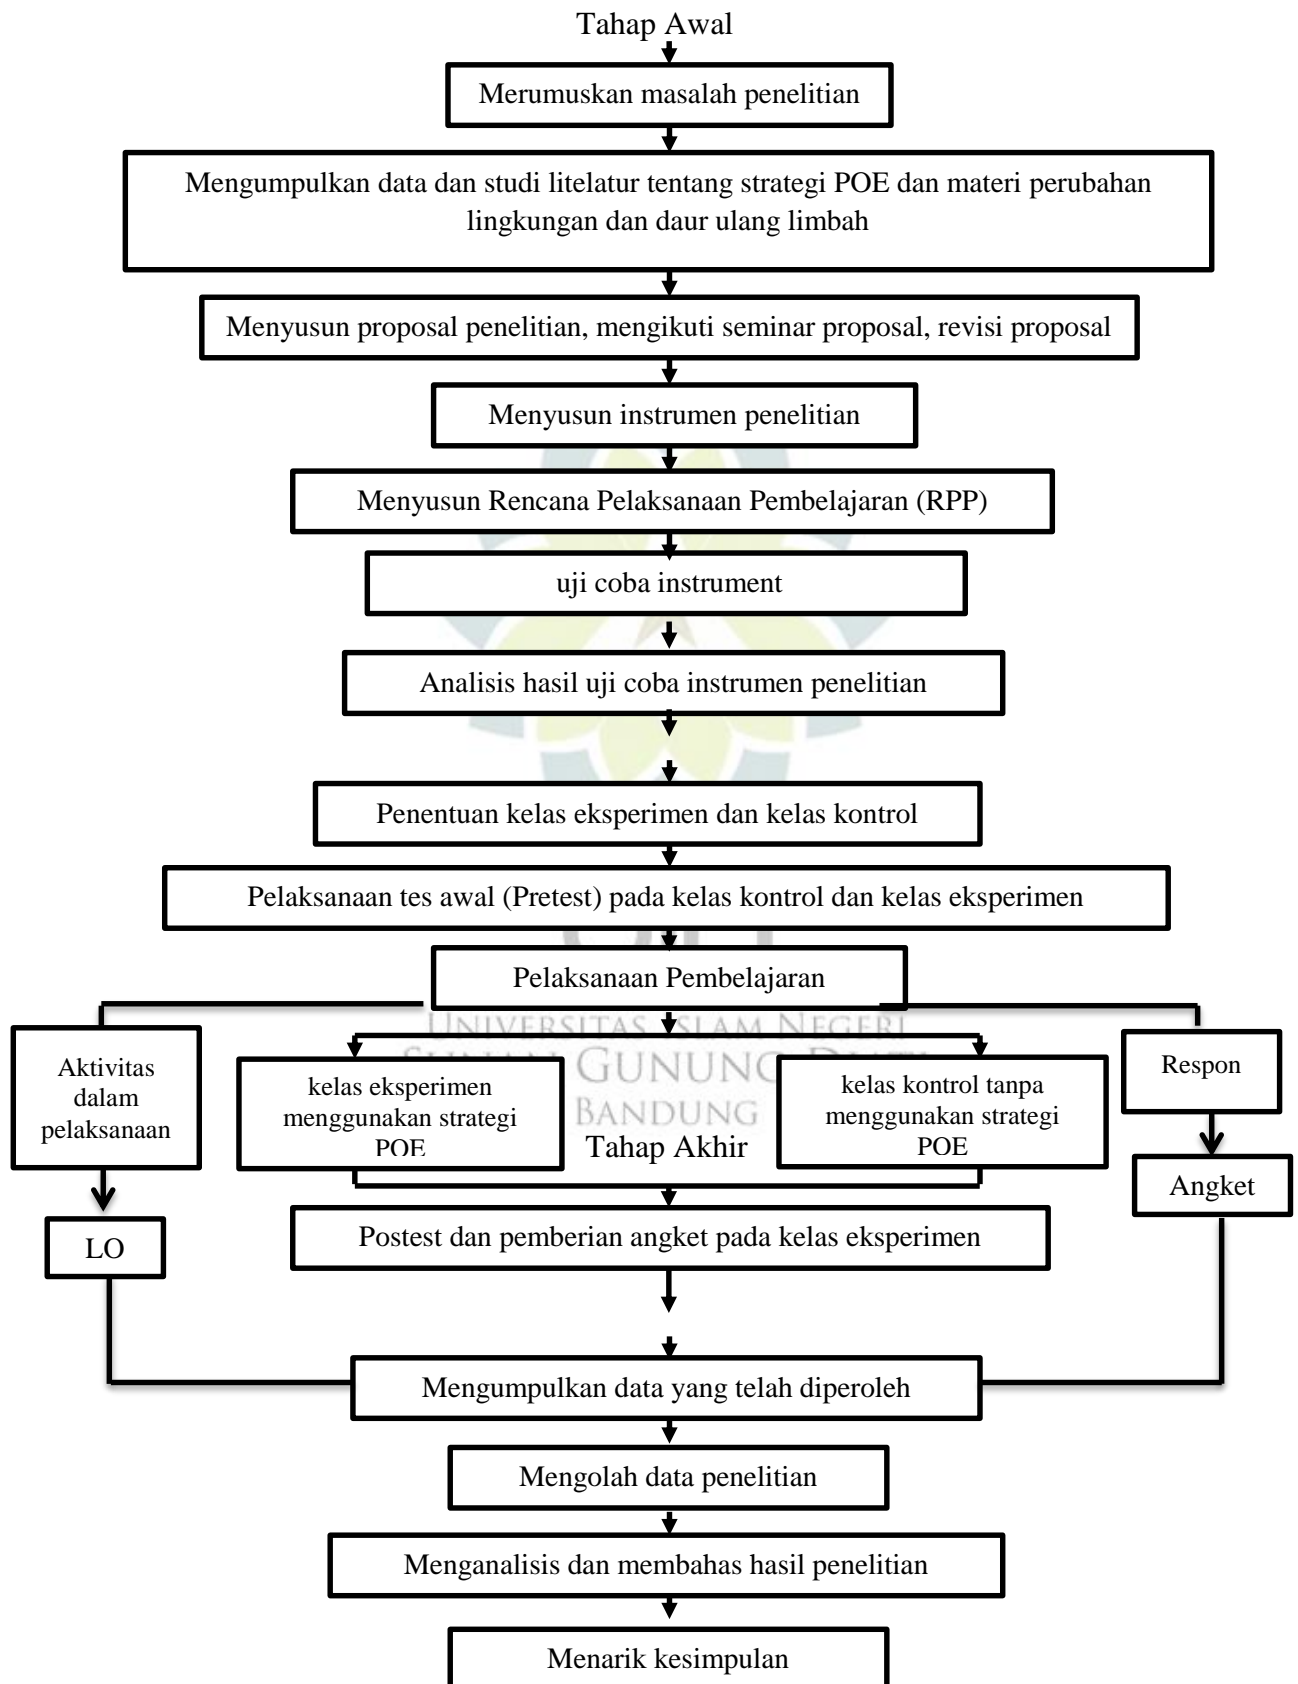 Tahap Awal
Merumuskan masalah penelitian
Mengumpulkan data dan studi litelatur tentang strategi POE dan materi perubahan
lingkungan dan daur ulang limbah
Menyusun proposal penelitian, mengikuti seminar proposal, revisi proposal
Menyusun instrumen penelitian
Menyusun Rencana Pelaksanaan Pembelajaran (RPP)
uji coba instrument
Analisis hasil uji coba instrumen penelitian
Penentuan kelas eksperimen dan kelas kontrol
Pelaksanaan tes awal (Pretest) pada kelas kontrol dan kelas eksperimen
Pelaksanaan Pembelajaran
UNIVERSITAS ISLAM NEGERI
GUNUNG
BANDUNG
Aktivitas
dalam
pelaksanaan
kelas eksperimen
menggunakan strategi
POE
kelas kontrol tanpa
menggunakan strategi
POE
Respon
Tahap Akhir
Angket
LO
Postest dan pemberian angket pada kelas eksperimen
Mengumpulkan data yang telah diperoleh
Mengolah data penelitian
Menganalisis dan membahas hasil penelitian
Menarik kesimpulan